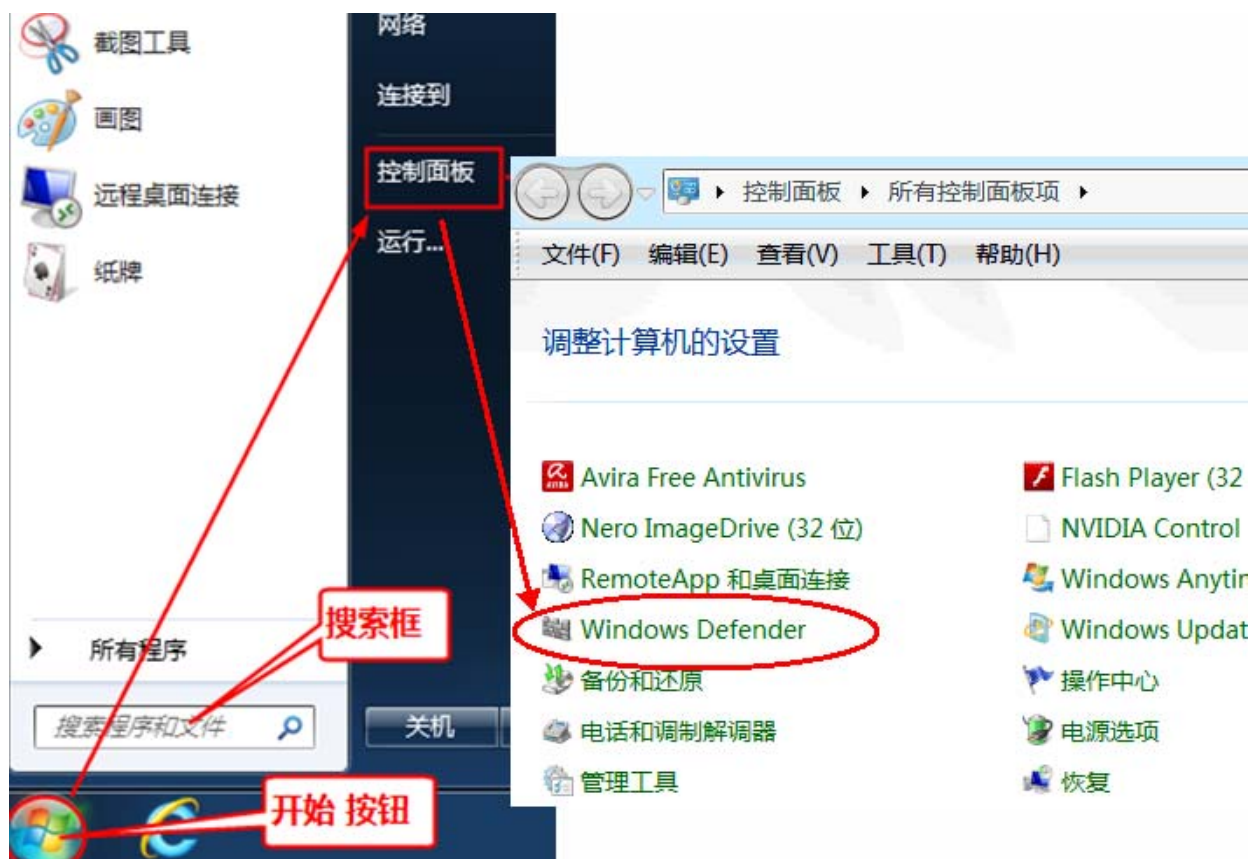 截图工具
画图
远程桌面连接
纸牌
所有程序
搜索程序和文件
搜索框
开始 按钮
网络
连接到
控制面板
运行...
关机
控制面板 所有控制面板项
文件(F) 编辑(E) 查看(V) 工具(T) 帮助(H)
调整计算机的设置
Avira Free Antivirus
Flash Player (32
Nero ImageDrive (32 位)
NVIDIA Control
RemoteApp 和桌面连接
Windows Anytim
Windows Defender
Windows Updat
备份和还原
操作中心
电话和调制解调器
电源选项
管理工具
恢复